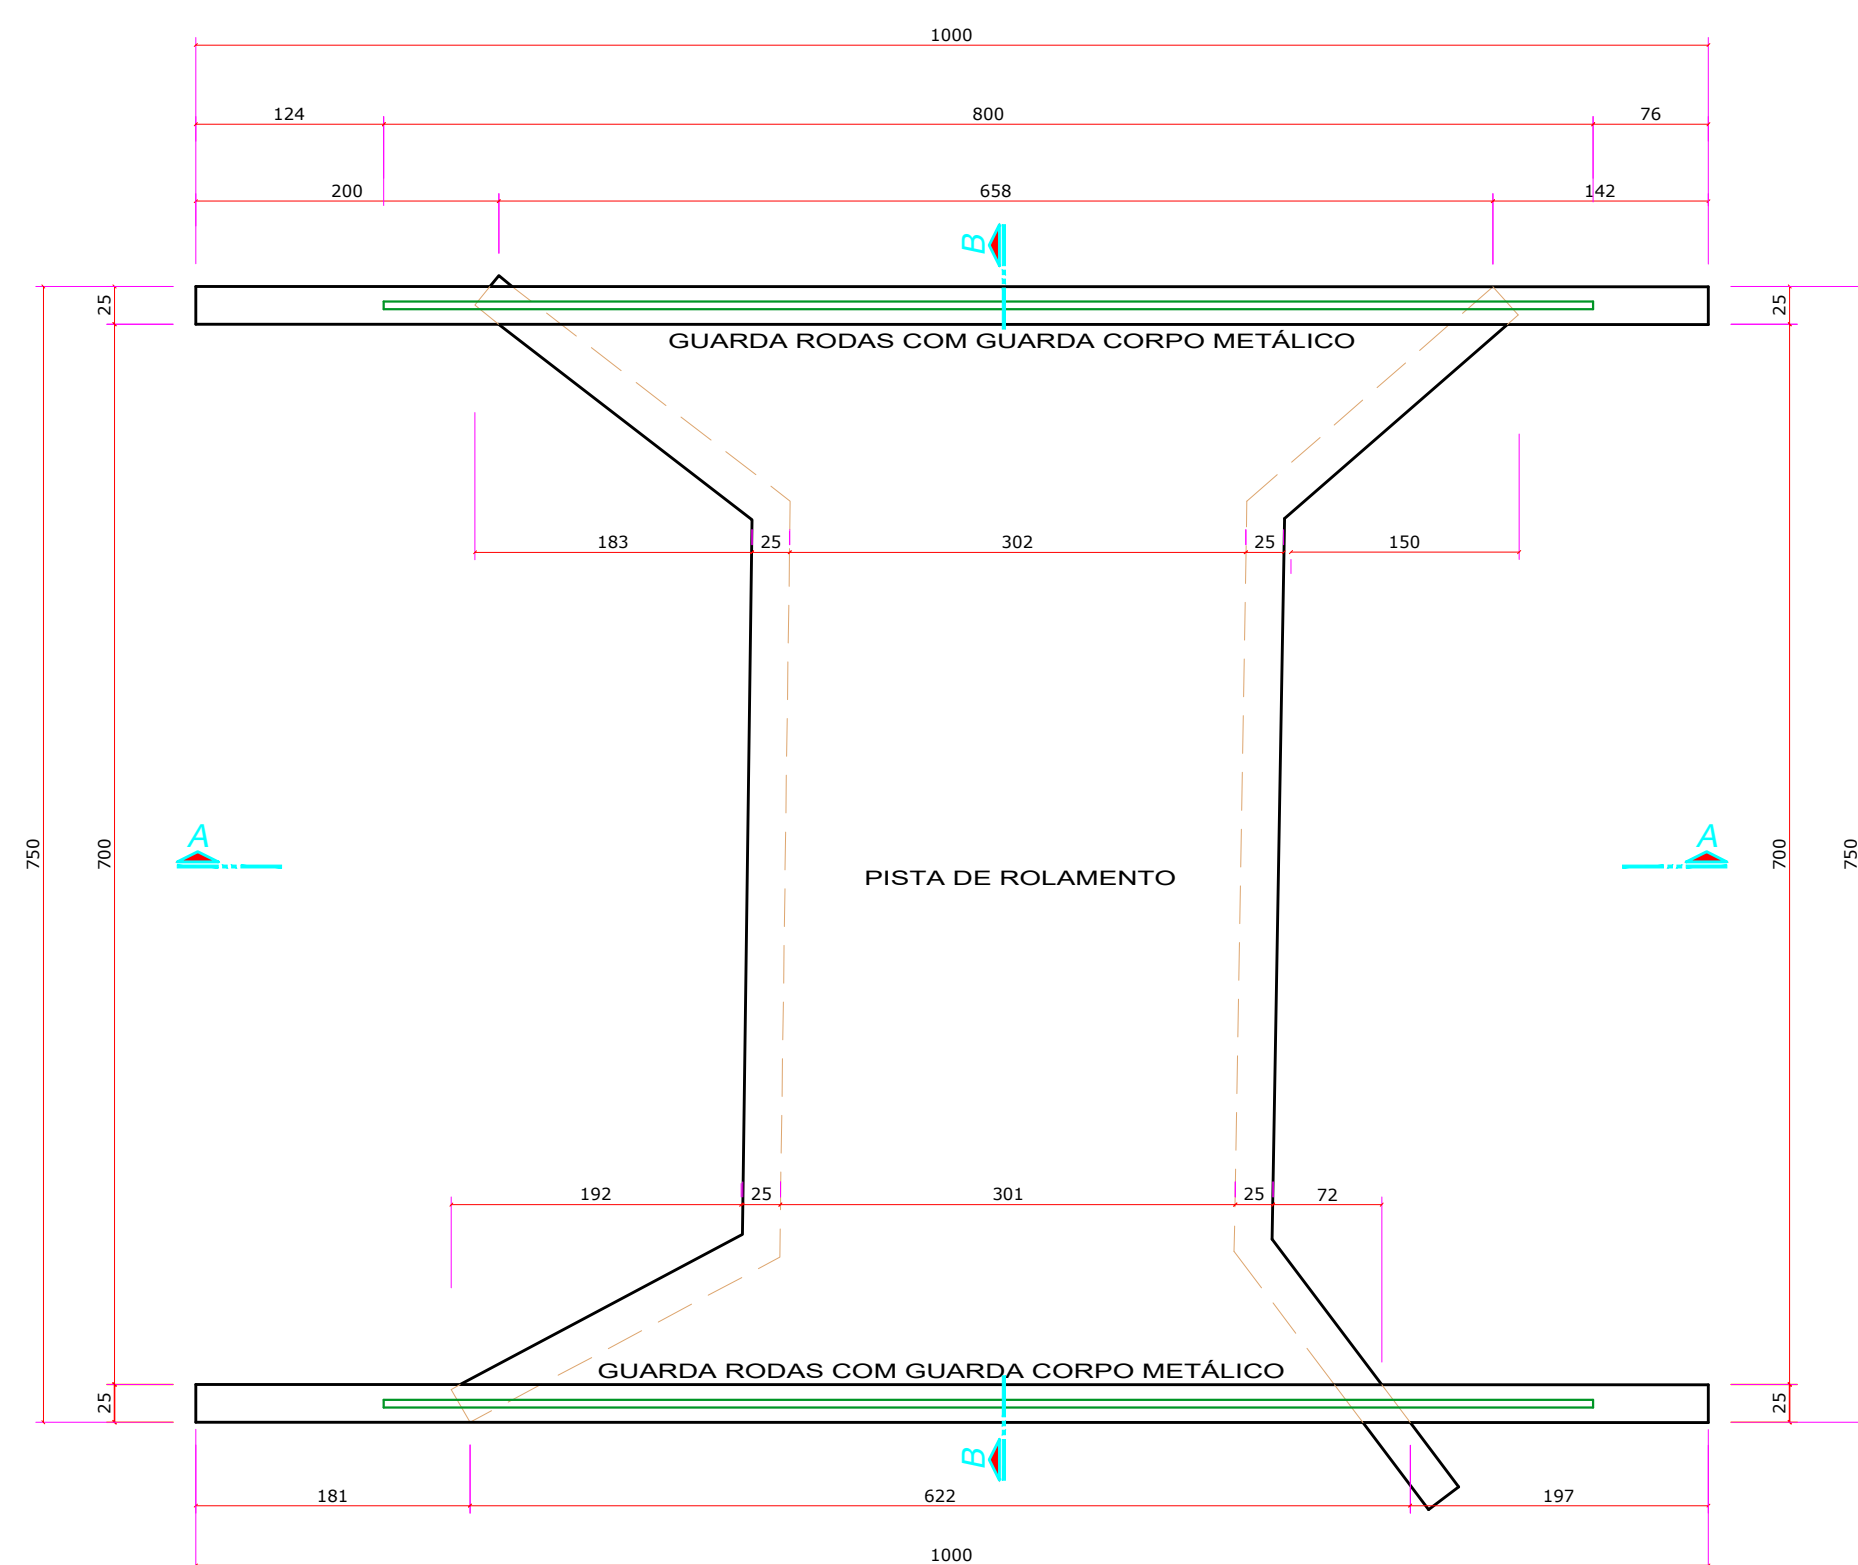 1000
124 800 76
200 658 142
B
25 25
GUARDA RODAS COM GUARDA CORPO METÁLICO
183 25 302 25 150
A A
750 700 700 750
PISTA DE ROLAMENTO
192 25 301 25 72
GUARDA RODAS COM GUARDA CORPO METÁLICO
25 25
B
181 622 197
1000